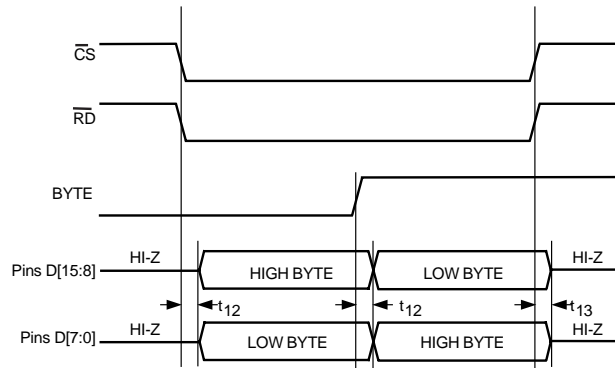 CS
RD
BYTE
Pins D[15:8] HI-Z HIGH BYTE LOW BYTE HI-Z
t12 t12 t13
Pins D[7:0] HI-Z LOW BYTE HIGH BYTE HI-Z